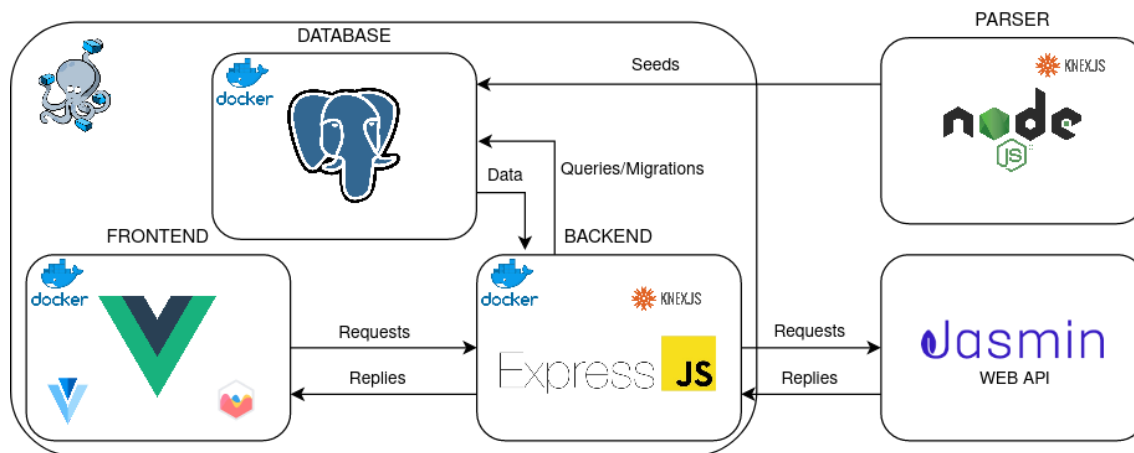 DATABASE
PARSER
docker
Seeds
KNEXJS
node
JS
Queries/Migrations
Data
FRONTEND
BACKEND
docker
docker
KNEXJS
Requests
Requests
Express JS
Jasmin
Replies
Replies
WEB API